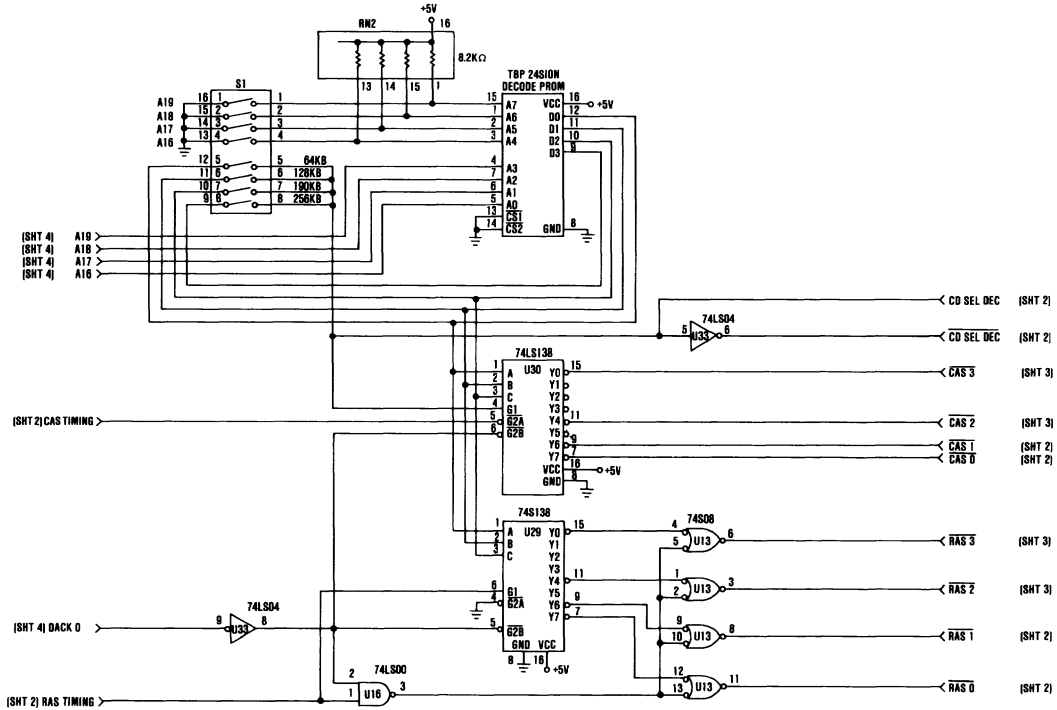 +5V
RN2
16
8.2KΩ
13 14 15 1
TBP 24S10N
DECODE PROM
S1
A19 16 1 1 15 A7 VCC 16 +5V
A18 15 2 2 1 A6 D0 12
A17 14 3 3 2 A5 D1 11
A16 13 4 4 3 A4 D2 10
D3 9
12 5 5 64KB 4 A3
11 6 6 128KB 7 A2
10 7 7 190KB 6 A1
9 8 8 256KB 5 A0
13 CS1
14 CS2 GND 8
(SHT 4) A19
(SHT 4) A18
(SHT 4) A17
(SHT 4) A16
CD SEL DEC (SHT 2)
74LS04
5 U33 6 CD SEL DEC (SHT 2)
74LS138
U30
1 A Y0 15 CAS 3 (SHT 3)
2 B Y1
3 C Y2
4 G1 Y3
(SHT 2) CAS TIMING 5 G2A Y4 11 CAS 2 (SHT 3)
6 G2B Y5
Y6 9 CAS 1 (SHT 2)
Y7 7 CAS 0 (SHT 2)
VCC 16 +5V
GND 8
74S138
U29
74S08
1 A Y0 15 4 5 U13 6 RAS 3 (SHT 3)
2 B Y1
3 C Y2
Y3
6 G1 Y4 11 1 2 U13 3 RAS 2 (SHT 3)
4 G2A Y5
Y6 9 9 10 U13 8 RAS 1 (SHT 2)
Y7 7
74LS04
(SHT 4) DACK 0 9 U33 8 5 G2B
GND VCC
8 16 +5V
74LS00
2 1 U16 3 12 13 U13 11 RAS 0 (SHT 2)
(SHT 2) RAS TIMING